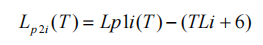 L_{p2i}(T) = Lp1i(T) − (TLi + 6)